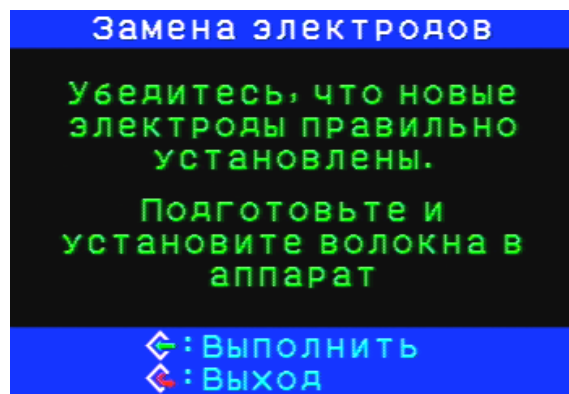 Замена электродов
Убедитесь, что новые
электроды правильно
установлены.
Подготовьте и
установите волокна в
аппарат
: Выполнить
: Выход